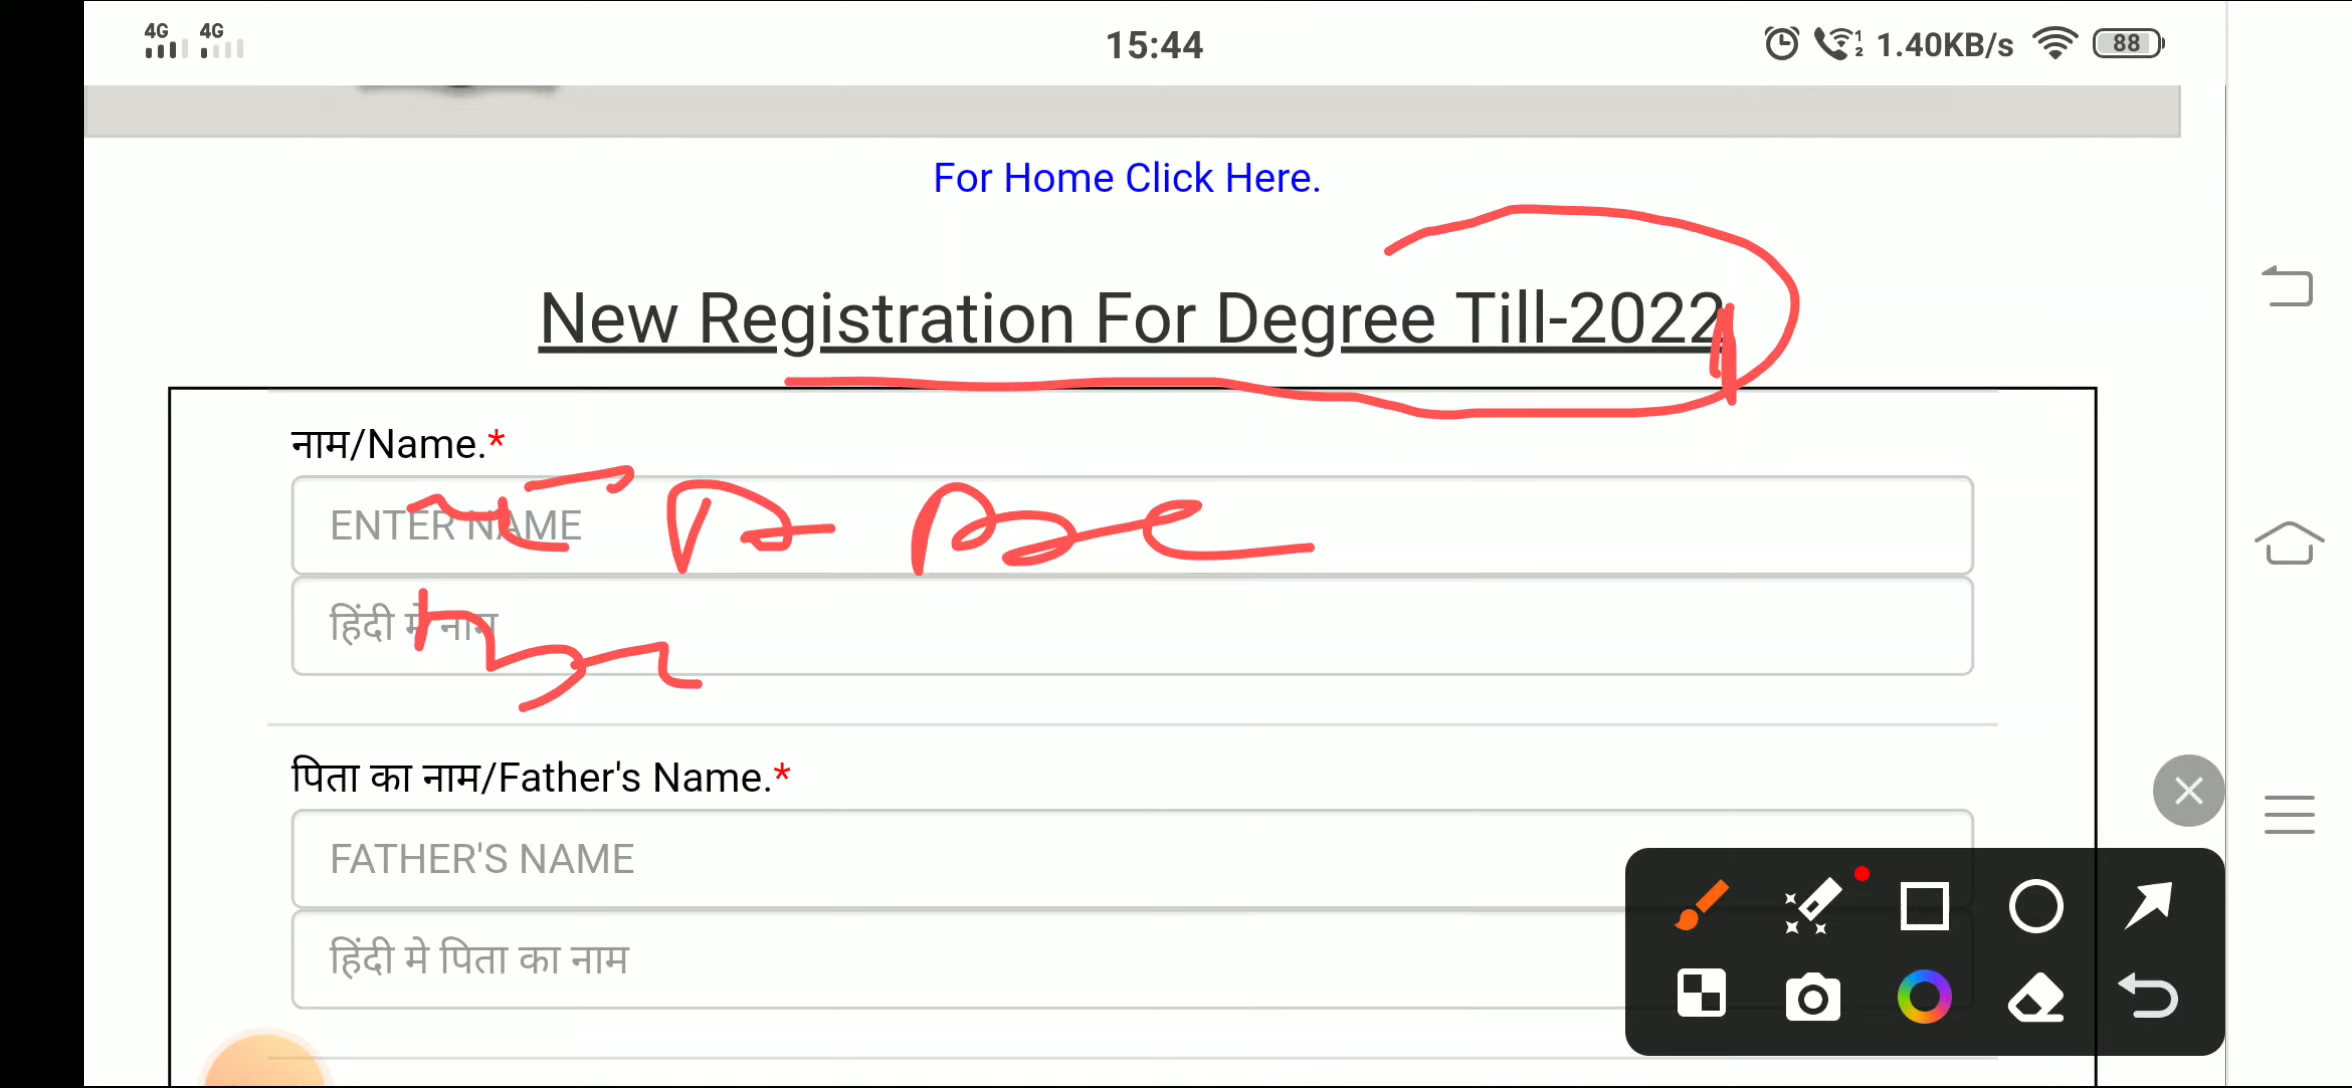 4G 4G 15:44 1.40KB/s 88
For Home Click Here.
New Registration For Degree Till-2022
नाम/Name.*
ENTER NAME
हिंदी मे नाम
पिता का नाम/Father's Name.*
FATHER'S NAME
हिंदी मे पिता का नाम